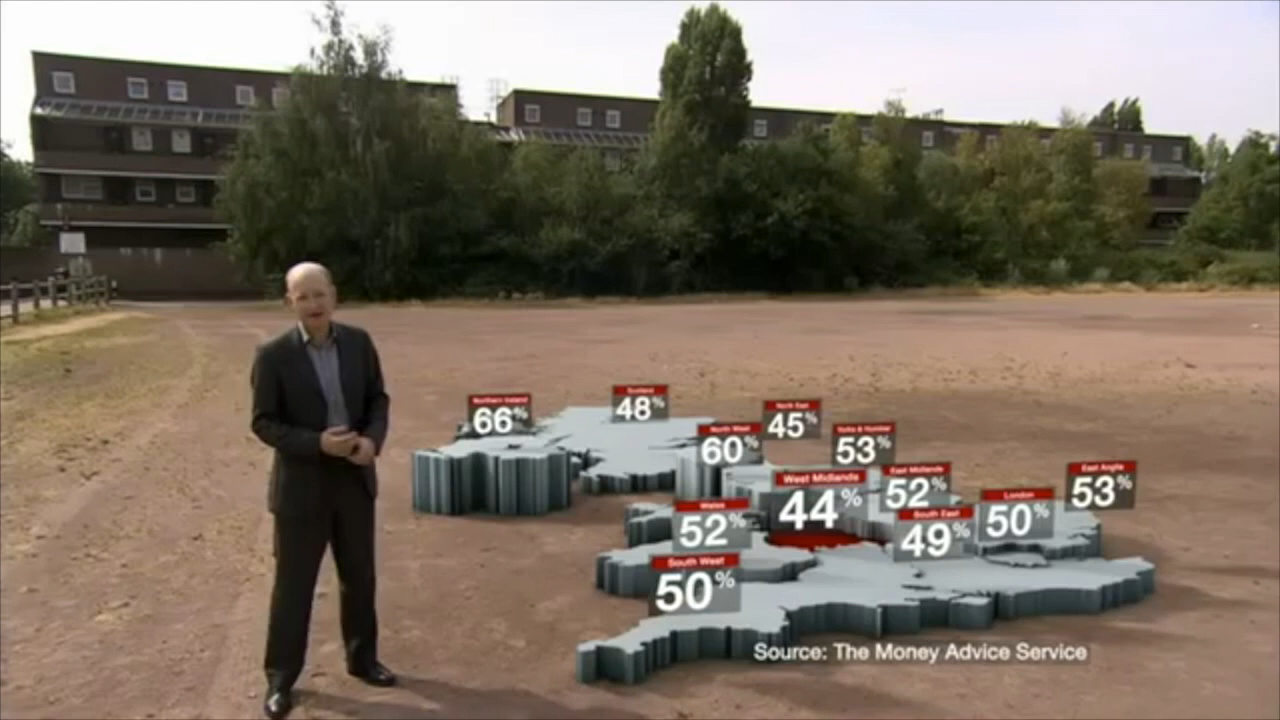 Northern Ireland
66%
Scotland
48%
North East
45%
North West
60%
Yorks & Humber
53%
West Midlands
44%
East Midlands
52%
East Anglia
53%
Wales
52%
South East
49%
London
50%
South West
50%
Source: The Money Advice Service